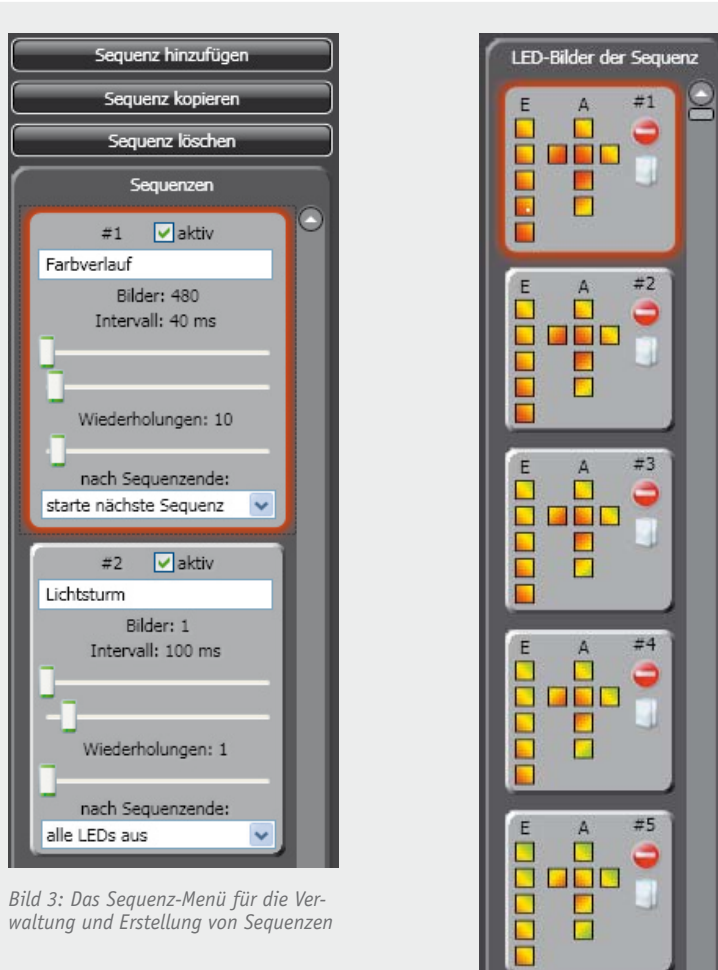 Sequenz hinzufügen
Sequenz kopieren
Sequenz löschen
Sequenzen
#1 aktiv
Farbverlauf
Bilder: 480
Intervall: 40 ms
Wiederholungen: 10
nach Sequenzende:
starte nächste Sequenz
#2 aktiv
Lichtsturm
Bilder: 1
Intervall: 100 ms
Wiederholungen: 1
nach Sequenzende:
alle LEDs aus
Bild 3: Das Sequenz-Menü für die Ver-
waltung und Erstellung von Sequenzen
LED-Bilder der Sequenz
E A #1
E A #2
E A #3
E A #4
E A #5